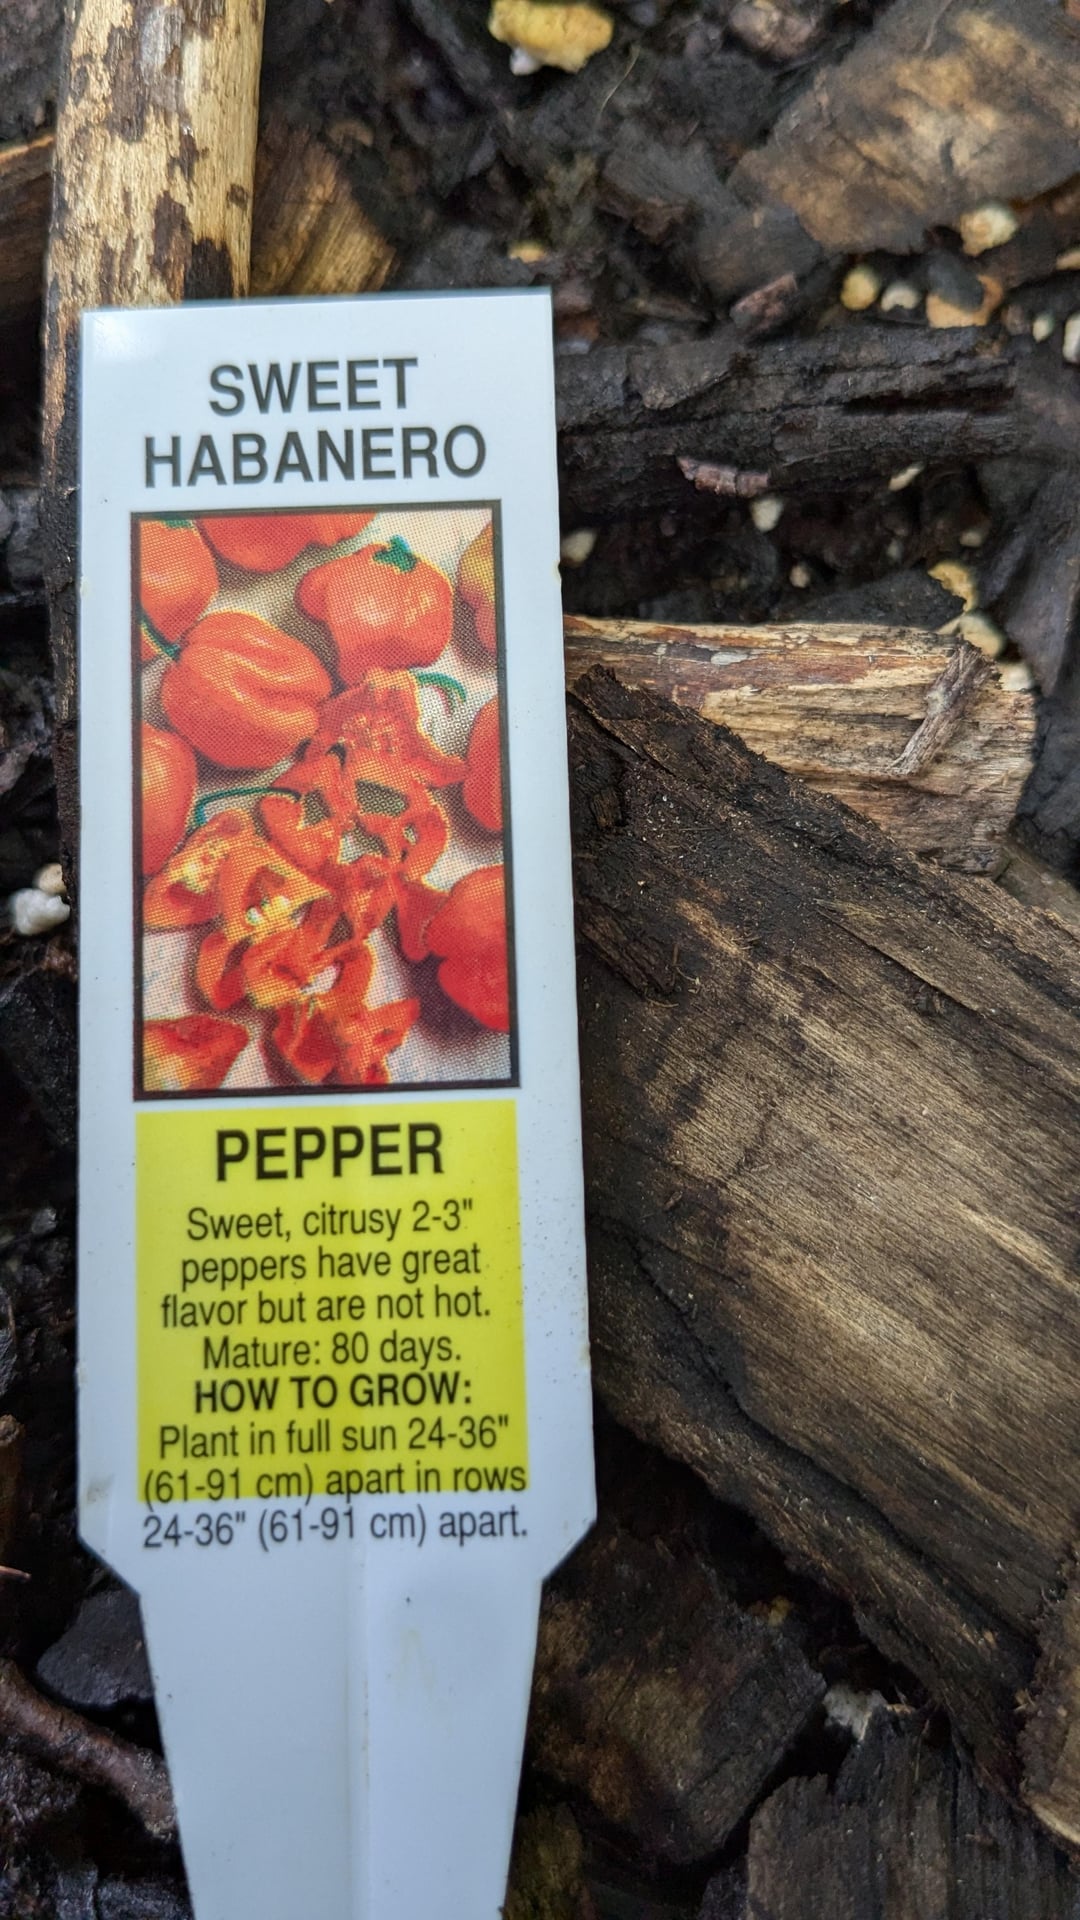 SWEET
HABANERO
PEPPER
Sweet, citrusy 2-3"
peppers have great
flavor but are not hot.
Mature: 80 days.
HOW TO GROW:
Plant in full sun 24-36"
(61-91 cm) apart in rows
24-36" (61-91 cm) apart.